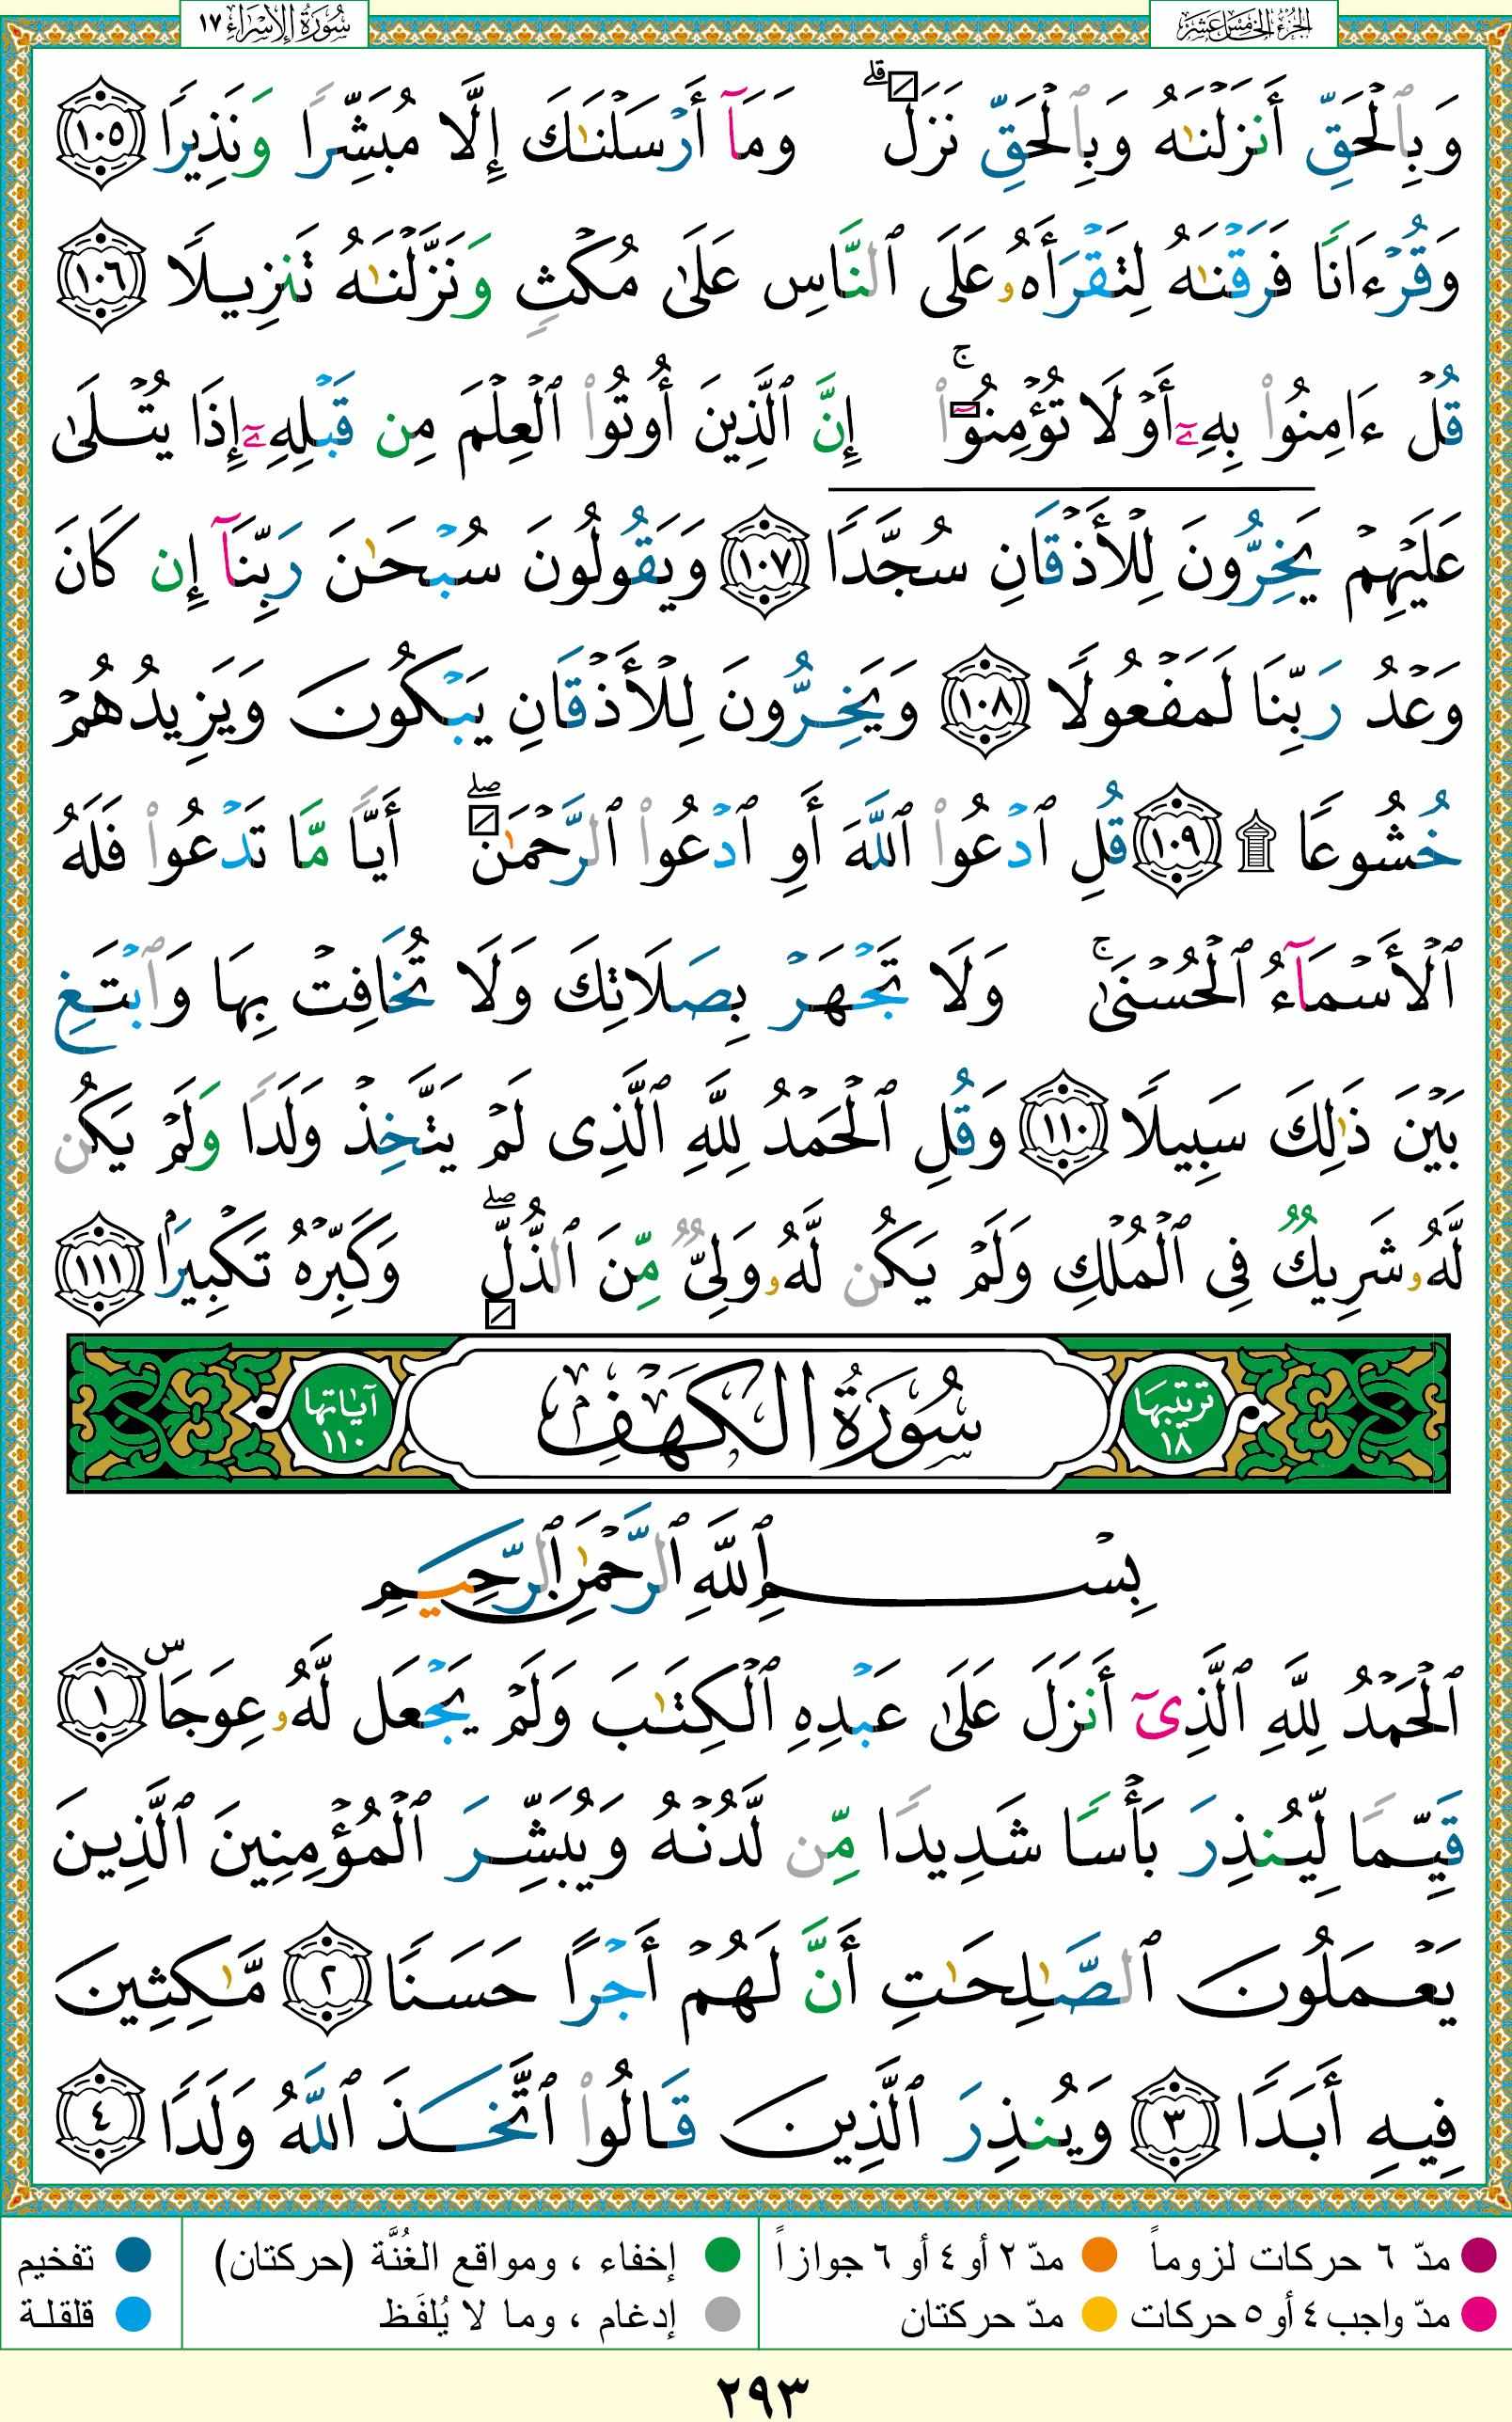 الجزء الخامس عشر
سورة الإسراء ١٧
وَبِٱلْحَقِّ أَنزَلْنَٰهُ وَبِٱلْحَقِّ نَزَلَ ۗ وَمَآ أَرْسَلْنَٰكَ إِلَّا مُبَشِّرًا وَنَذِيرًا ١٠٥
وَقُرْءَانًا فَرَقْنَٰهُ لِتَقْرَأَهُۥ عَلَى ٱلنَّاسِ عَلَىٰ مُكْثٍ وَنَزَّلْنَٰهُ تَنزِيلًا ١٠٦
قُلْ ءَامِنُوا۟ بِهِۦٓ أَوْ لَا تُؤْمِنُوٓا۟ ۚ إِنَّ ٱلَّذِينَ أُوتُوا۟ ٱلْعِلْمَ مِن قَبْلِهِۦٓ إِذَا يُتْلَىٰ
عَلَيْهِمْ يَخِرُّونَ لِلْأَذْقَانِ سُجَّدًا ١٠٧ وَيَقُولُونَ سُبْحَٰنَ رَبِّنَآ إِن كَانَ
وَعْدُ رَبِّنَا لَمَفْعُولًا ١٠٨ وَيَخِرُّونَ لِلْأَذْقَانِ يَبْكُونَ وَيَزِيدُهُمْ
خُشُوعًا ۩ ١٠٩ قُلِ ٱدْعُوا۟ ٱللَّهَ أَوِ ٱدْعُوا۟ ٱلرَّحْمَٰنَ ۖ أَيًّا مَّا تَدْعُوا۟ فَلَهُ
ٱلْأَسْمَآءُ ٱلْحُسْنَىٰ ۚ وَلَا تَجْهَرْ بِصَلَاتِكَ وَلَا تُخَافِتْ بِهَا وَٱبْتَغِ
بَيْنَ ذَٰلِكَ سَبِيلًا ١١٠ وَقُلِ ٱلْحَمْدُ لِلَّهِ ٱلَّذِى لَمْ يَتَّخِذْ وَلَدًا وَلَمْ يَكُن
لَّهُۥ شَرِيكٌ فِى ٱلْمُلْكِ وَلَمْ يَكُن لَّهُۥ وَلِىٌّ مِّنَ ٱلذُّلِّ ۖ وَكَبِّرْهُ تَكْبِيرًۢا ١١١
ترتيبها ١٨ سُورَةُ الكَهْفِ آياتها ١١٠
بِسْمِ ٱللَّهِ ٱلرَّحْمَٰنِ ٱلرَّحِيمِ
ٱلْحَمْدُ لِلَّهِ ٱلَّذِىٓ أَنزَلَ عَلَىٰ عَبْدِهِ ٱلْكِتَٰبَ وَلَمْ يَجْعَل لَّهُۥ عِوَجَاۜ ١
قَيِّمًا لِّيُنذِرَ بَأْسًا شَدِيدًا مِّن لَّدُنْهُ وَيُبَشِّرَ ٱلْمُؤْمِنِينَ ٱلَّذِينَ
يَعْمَلُونَ ٱلصَّٰلِحَٰتِ أَنَّ لَهُمْ أَجْرًا حَسَنًا ٢ مَّٰكِثِينَ
فِيهِ أَبَدًا ٣ وَيُنذِرَ ٱلَّذِينَ قَالُوا۟ ٱتَّخَذَ ٱللَّهُ وَلَدًا ٤
مدّ ٦ حركات لزوماً مدّ ٢ أو ٤ أو ٦ جوازاً إخفاء ، ومواقع الغُنَّة (حركتان) تفخيم
مدّ واجب ٤ أو ٥ حركات مدّ حركتان إدغام ، وما لا يُلفَظ قلقلة
٢٩٣